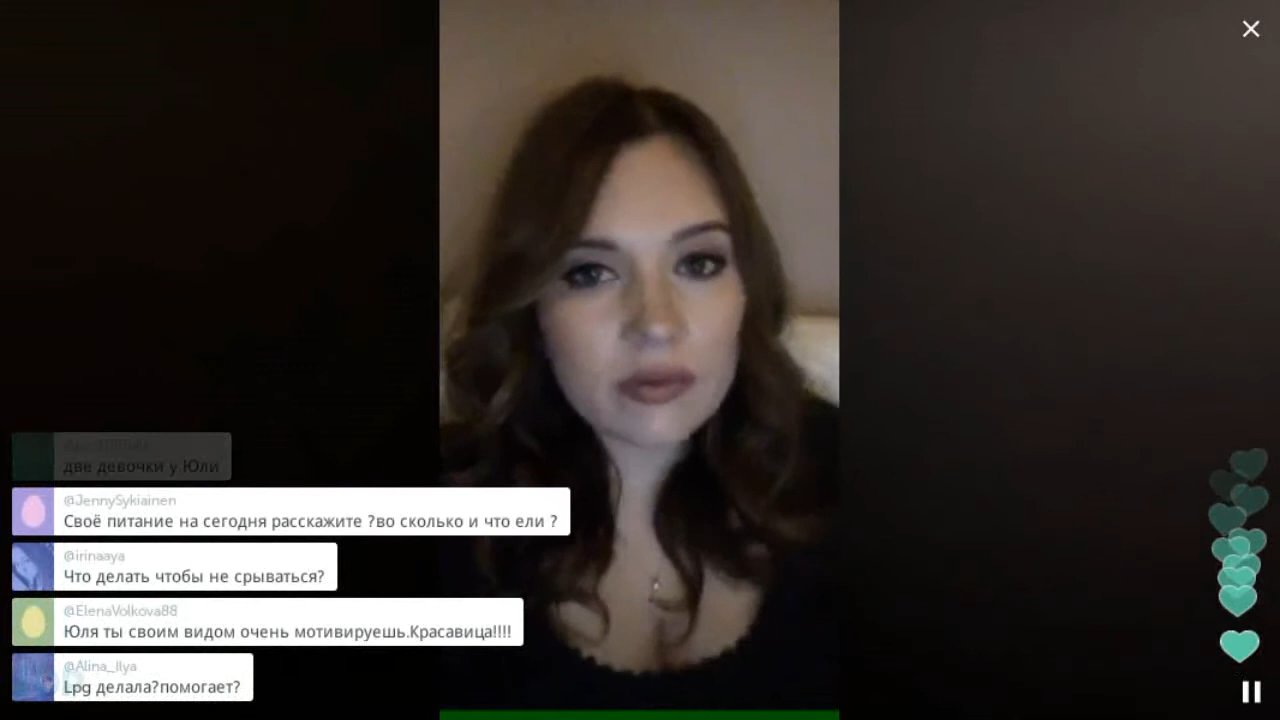 две девочки у Юли
@JennySykiainen
Своё питание на сегодня расскажите ?во сколько и что ели ?
@irinaaya
Что делать чтобы не срываться?
@ElenaVolkova88
Юля ты своим видом очень мотивируешь.Красавица!!!!
@Alina_Ilya
Lpg делала?помогает?